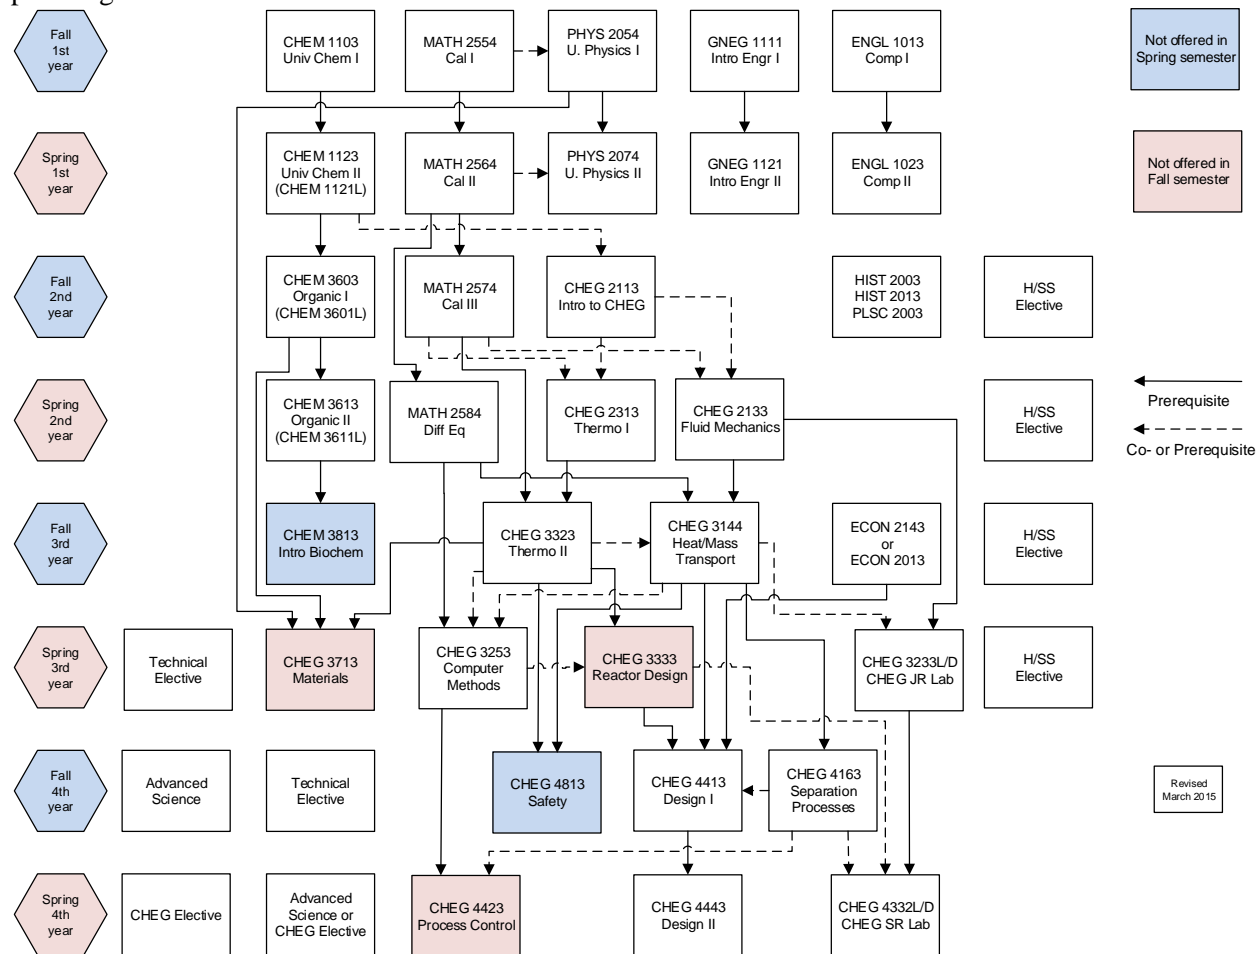 Fall
1st
year
CHEM 1103
Univ Chem I
MATH 2554
Cal I
PHYS 2054
U. Physics I
GNEG 1111
Intro Engr I
ENGL 1013
Comp I
Not offered in
Spring semester
Spring
1st
year
CHEM 1123
Univ Chem II
(CHEM 1121L)
MATH 2564
Cal II
PHYS 2074
U. Physics II
GNEG 1121
Intro Engr II
ENGL 1023
Comp II
Not offered in
Fall semester
Fall
2nd
year
CHEM 3603
Organic I
(CHEM 3601L)
MATH 2574
Cal III
CHEG 2113
Intro to CHEG
HIST 2003
HIST 2013
PLSC 2003
H/SS
Elective
Spring
2nd
year
CHEM 3613
Organic II
(CHEM 3611L)
MATH 2584
Diff Eq
CHEG 2313
Thermo I
CHEG 2133
Fluid Mechanics
H/SS
Elective
Prerequisite
Co- or Prerequisite
Fall
3rd
year
CHEM 3813
Intro Biochem
CHEG 3323
Thermo II
CHEG 3144
Heat/Mass
Transport
ECON 2143
or
ECON 2013
H/SS
Elective
Spring
3rd
year
Technical
Elective
CHEG 3713
Materials
CHEG 3253
Computer
Methods
CHEG 3333
Reactor Design
CHEG 3233L/D
CHEG JR Lab
H/SS
Elective
Fall
4th
year
Advanced
Science
Technical
Elective
CHEG 4813
Safety
CHEG 4413
Design I
CHEG 4163
Separation
Processes
Revised
March 2015
Spring
4th
year
CHEG Elective
Advanced
Science or
CHEG Elective
CHEG 4423
Process Control
CHEG 4443
Design II
CHEG 4332L/D
CHEG SR Lab